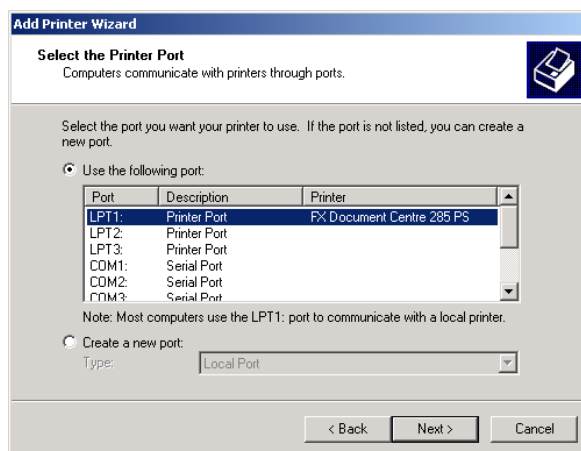 Add Printer Wizard
Select the Printer Port
Computers communicate with printers through ports.
Select the port you want your printer to use. If the port is not listed, you can create a
new port.
Use the following port:
Port Description Printer
LPT1: Printer Port FX Document Centre 285 PS
LPT2: Printer Port
LPT3: Printer Port
COM1: Serial Port
COM2: Serial Port
COM3: Serial Port
Note: Most computers use the LPT1: port to communicate with a local printer.
Create a new port:
Type: Local Port
< Back Next > Cancel